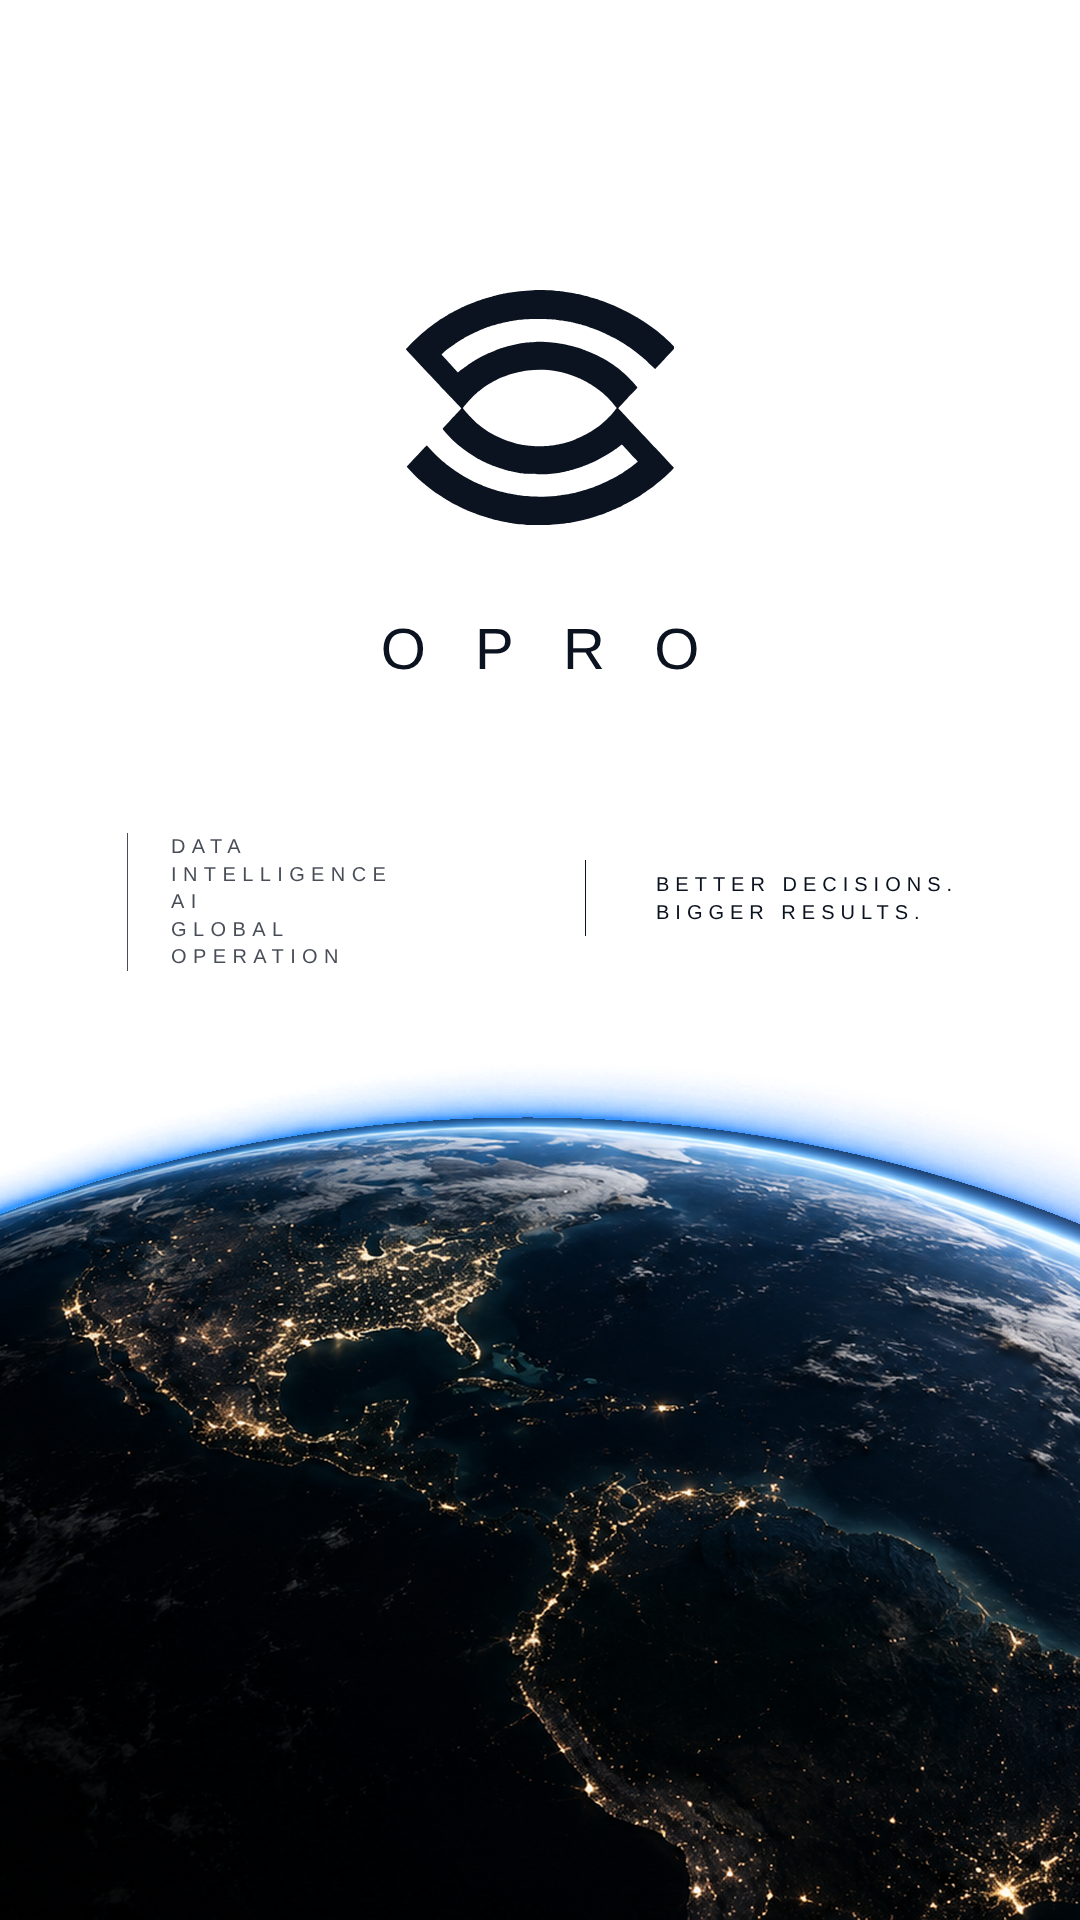 OPRO
DATA
INTELLIGENCE
AI
GLOBAL
OPERATION
BETTER DECISIONS.
BIGGER RESULTS.